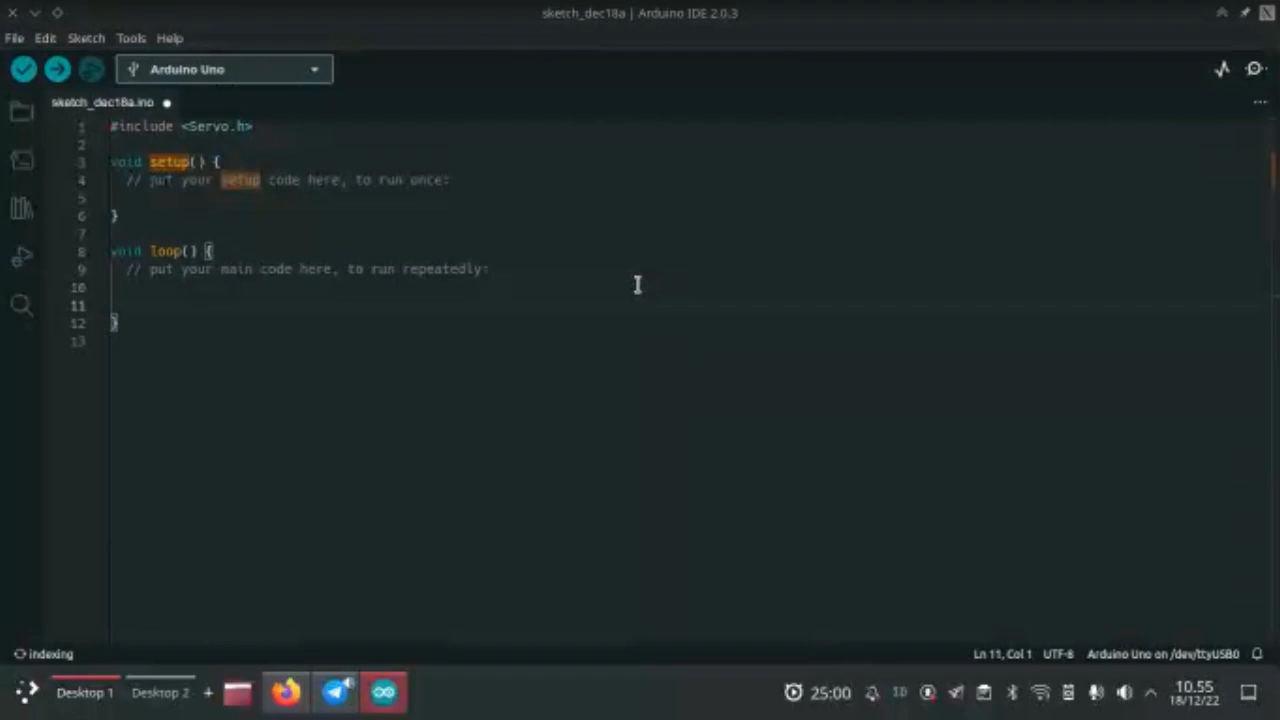 sketch_dec18a | Arduino IDE 2.0.3
File Edit Sketch Tools Help
Arduino Uno
sketch_dec18a.ino
1 #include <Servo.h>
2
3 void setup() {
4 // put your setup code here, to run once:
5
6 }
7
8 void loop() {
9 // put your main code here, to run repeatedly:
10
11
12 }
13
indexing
Ln 11, Col 1 UTF-8 Arduino Uno on /dev/ttyUSB0
Desktop 1 Desktop 2 + 25:00 ID 10.55
18/12/22